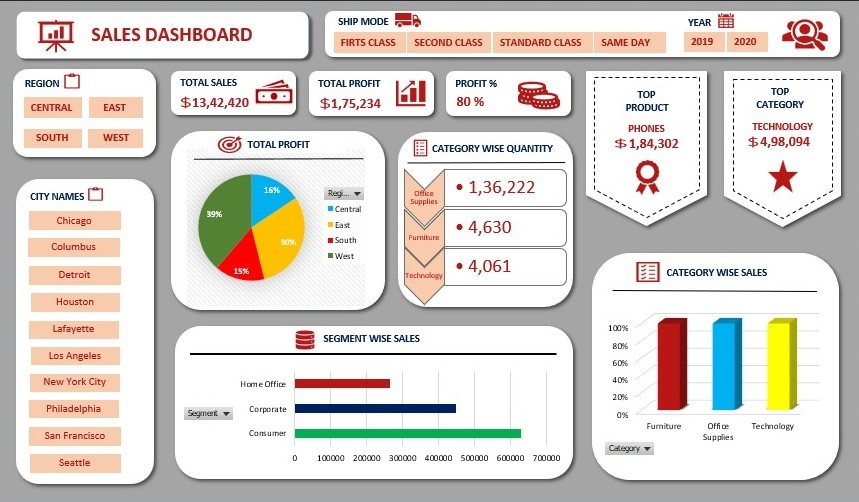 SALES DASHBOARD
SHIP MODE
FIRTS CLASS SECOND CLASS STANDARD CLASS SAME DAY
YEAR
2019 2020
REGION
CENTRAL EAST
SOUTH WEST
TOTAL SALES
$13,42,420
TOTAL PROFIT
$1,75,234
PROFIT %
80 %
TOP
PRODUCT
PHONES
$1,84,302
TOP
CATEGORY
TECHNOLOGY
$4,98,094
CITY NAMES
Chicago
Columbus
Detroit
Houston
Lafayette
Los Angeles
New York City
Philadelphia
San Francisco
Seattle
TOTAL PROFIT
16%
30%
15%
39%
Regi...
Central
East
South
West
CATEGORY WISE QUANTITY
Office
Supplies
• 1,36,222
Furniture
• 4,630
Technology
• 4,061
SEGMENT WISE SALES
Segment
Home Office
Corporate
Consumer
0 100000 200000 300000 400000 500000 600000 700000
CATEGORY WISE SALES
100%
80%
60%
40%
20%
0%
Furniture Office Technology
Supplies
Category